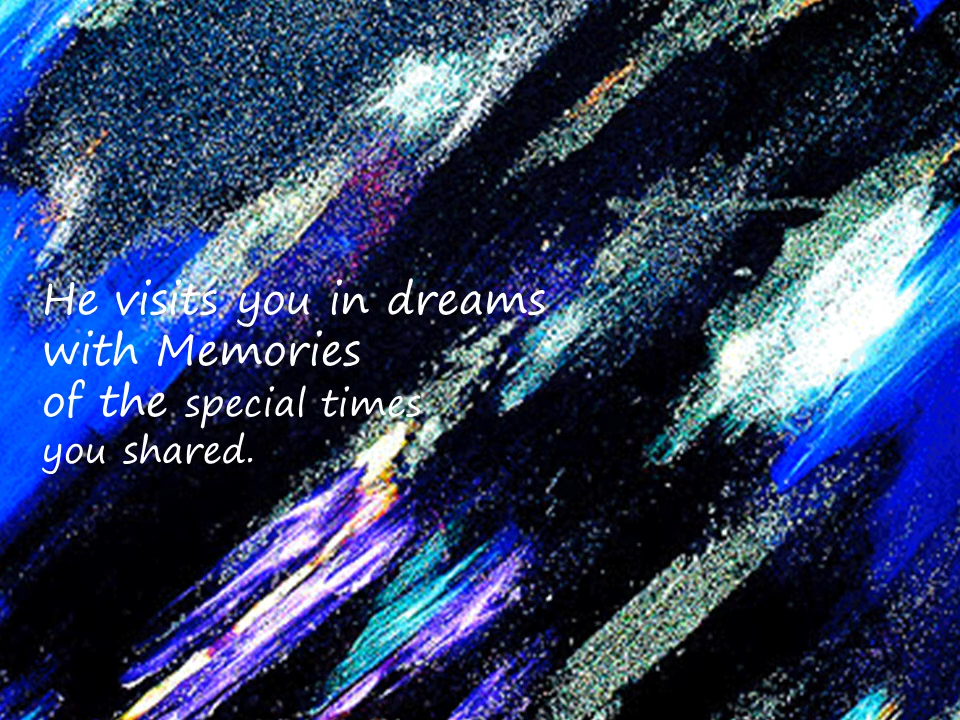 He visits you in dreams
with Memories
of the special times
you shared.